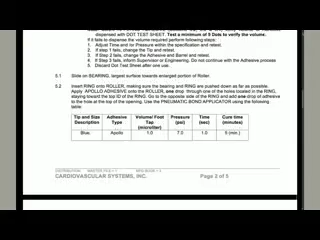 dispensed with DOT TEST SHEET. Test a minimum of 5 Dots to verify the volume.
If it fails to dispense the volume required perform following steps:
1. Adjust Time and /or Pressure within the specification and retest.
2. If step 1 fails, change the Tip and retest.
3. If Step 2 fails, change the Adhesive and Barrel and retest.
4. If Step 3 fails, inform Supervisor or Engineering. Do not continue with the Adhesive process
5. Discard Dot Test Sheet after one use.
5.1 Slide on BEARING, largest surface towards enlarged portion of Roller.
5.2 Insert RING onto ROLLER, making sure the bearing and RING are pushed down as far as possible.
Apply APOLLO ADHESIVE onto the ROLLER, one drop through one of the holes located in the RING,
staying toward the top ID of the RING. Go to the opposite side of the RING and add one drop of adhesive
to the hole at the top of the opening. Use the PNEUMATIC BOND APPLICATOR using the following
table:
Tip and Size Description Adhesive Type Volume/ Foot Tap (microliter) Pressure (psi) Time (sec) Cure time (minutes)
Blue, Apollo 1.0 7.0 1.0 5 (min.)
CARDIOVASCULAR SYSTEMS, INC. Page 2 of 5